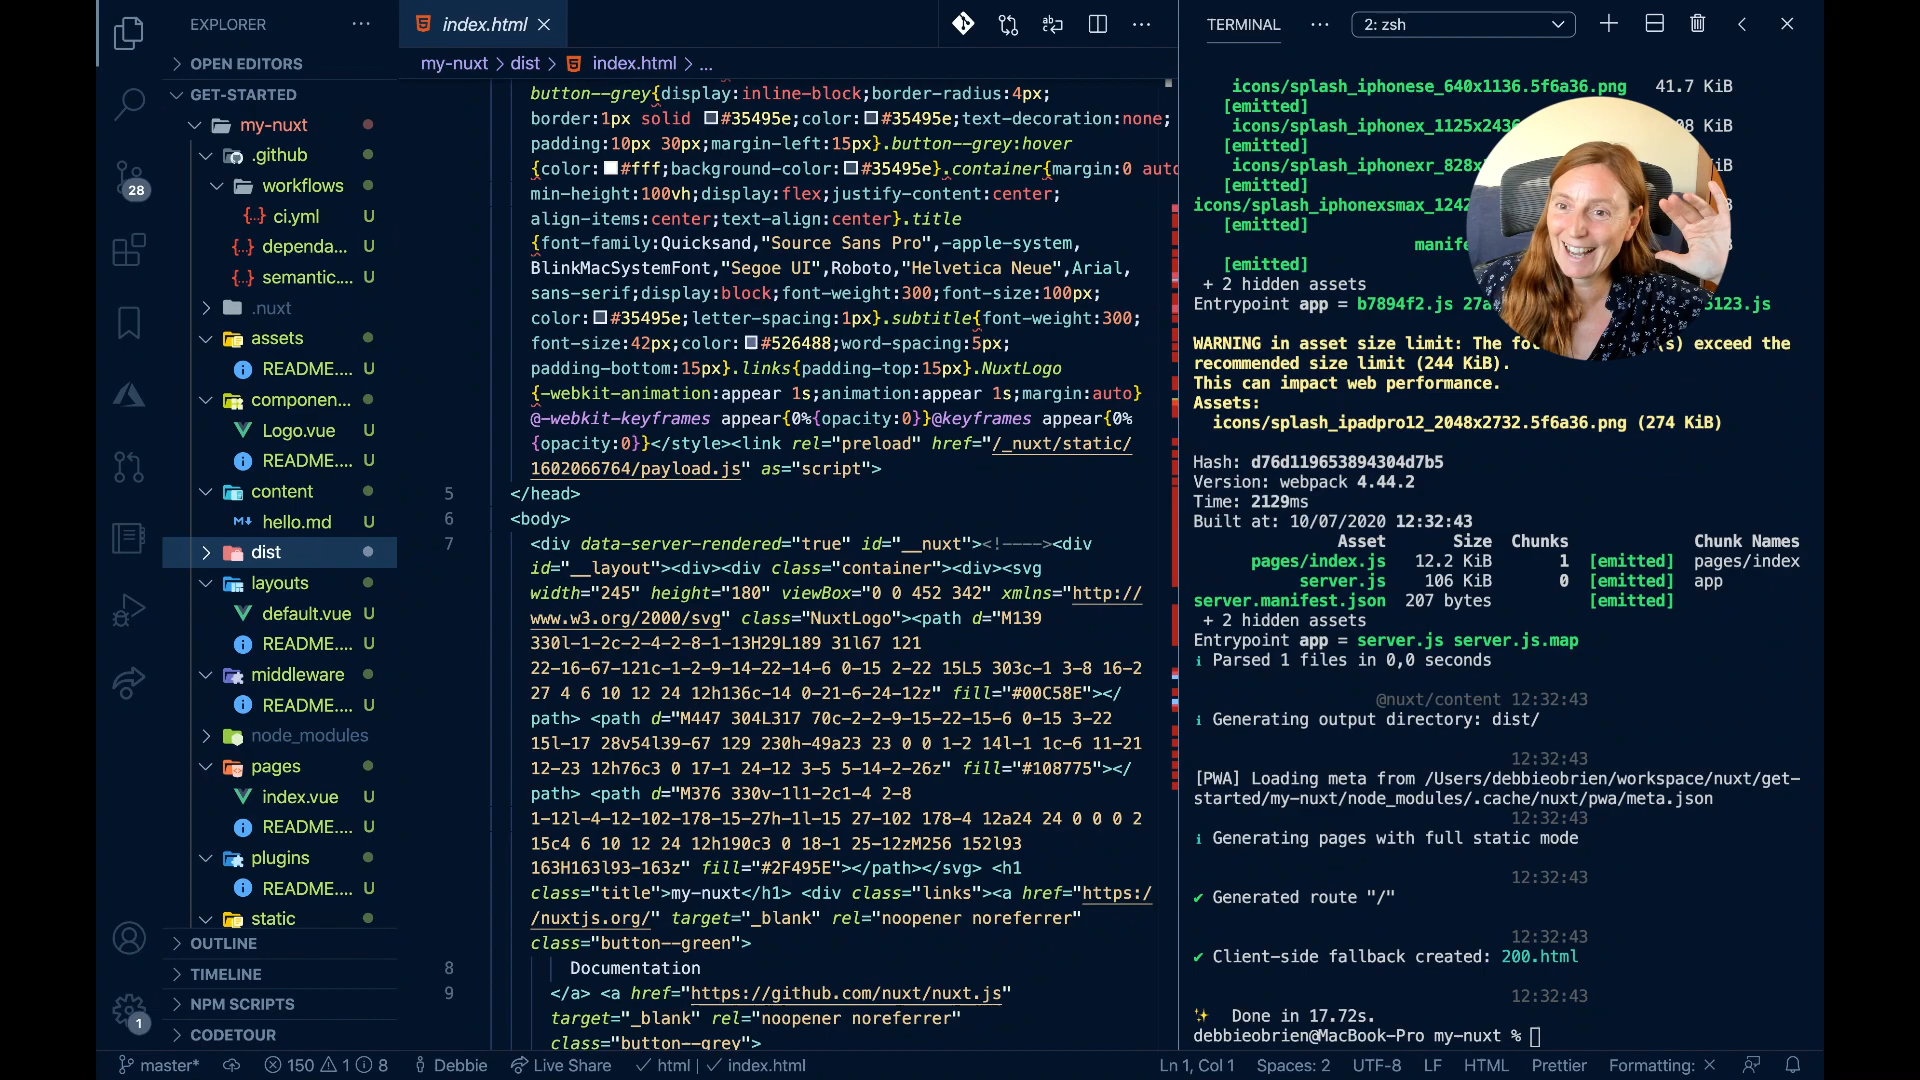 EXPLORER
OPEN EDITORS
GET-STARTED
my-nuxt
.github
workflows
ci.yml U
dependa... U
semantic.... U
.nuxt
assets
README.... U
componen...
Logo.vue U
README.... U
content
hello.md U
dist
layouts
default.vue U
README.... U
middleware
README.... U
node_modules
pages
index.vue U
README.... U
plugins
README.... U
static
OUTLINE
TIMELINE
NPM SCRIPTS
CODETOUR
28
1
index.html
my-nuxt > dist > index.html > ...
button--grey{display:inline-block;border-radius:4px;
border:1px solid #35495e;color:#35495e;text-decoration:none;
padding:10px 30px;margin-left:15px}.button--grey:hover
{color:#fff;background-color:#35495e}.container{margin:0 auto
min-height:100vh;display:flex;justify-content:center;
align-items:center;text-align:center}.title
{font-family:Quicksand,"Source Sans Pro",-apple-system,
BlinkMacSystemFont,"Segoe UI",Roboto,"Helvetica Neue",Arial,
sans-serif;display:block;font-weight:300;font-size:100px;
color:#35495e;letter-spacing:1px}.subtitle{font-weight:300;
font-size:42px;color:#526488;word-spacing:5px;
padding-bottom:15px}.links{padding-top:15px}.NuxtLogo
{-webkit-animation:appear 1s;animation:appear 1s;margin:auto}
@-webkit-keyframes appear{0%{opacity:0}}@keyframes appear{0%
{opacity:0}}</style><link rel="preload" href="/_nuxt/static/
1602066764/payload.js" as="script">
5 </head>
6 <body>
7 <div data-server-rendered="true" id="__nuxt"><!----><div
id="__layout"><div><div class="container"><div><svg
width="245" height="180" viewBox="0 0 452 342" xmlns="http://
www.w3.org/2000/svg" class="NuxtLogo"><path d="M139
330l-1-2c-2-4-2-8-1-13H29L189 31l67 121
22-16-67-121c-1-2-9-14-22-14-6 0-15 2-22 15L5 303c-1 3-8 16-2
27 4 6 10 12 24 12h136c-14 0-21-6-24-12z" fill="#00C58E"></
path> <path d="M447 304L317 70c-2-2-9-15-22-15-6 0-15 3-22
15l-17 28v54l39-67 129 230h-49a23 23 0 0 1-2 14l-1 1c-6 11-21
12-23 12h76c3 0 17-1 24-12 3-5 5-14-2-26z" fill="#108775"></
path> <path d="M376 330v-1l1-2c1-4 2-8
1-12l-4-12-102-178-15-27h-1l-15 27-102 178-4 12a24 24 0 0 0 2
15c4 6 10 12 24 12h190c3 0 18-1 25-12zM256 152l93
163H163l93-163z" fill="#2F495E"></path></svg> <h1
class="title">my-nuxt</h1> <div class="links"><a href="https:/
/nuxtjs.org/" target="_blank" rel="noopener noreferrer"
class="button--green">
8 Documentation
9 </a> <a href="https://github.com/nuxt/nuxt.js"
target="_blank" rel="noopener noreferrer"
class="button--grey">
TERMINAL
2: zsh
icons/splash_iphonese_640x1136.5f6a36.png 41.7 KiB
[emitted]
icons/splash_iphonex_1125x2436 KiB
[emitted]
icons/splash_iphonexr_828x
[emitted]
icons/splash_iphonexsmax_1242
[emitted]
manife
[emitted]
+ 2 hidden assets
Entrypoint app = b7894f2.js 27a 5123.js
WARNING in asset size limit: The fol (s) exceed the
recommended size limit (244 KiB).
This can impact web performance.
Assets:
icons/splash_ipadpro12_2048x2732.5f6a36.png (274 KiB)
Hash: d76d119653894304d7b5
Version: webpack 4.44.2
Time: 2129ms
Built at: 10/07/2020 12:32:43
Asset Size Chunks Chunk Names
pages/index.js 12.2 KiB 1 [emitted] pages/index
server.js 106 KiB 0 [emitted] app
server.manifest.json 207 bytes [emitted]
+ 2 hidden assets
Entrypoint app = server.js server.js.map
i Parsed 1 files in 0,0 seconds
@nuxt/content 12:32:43
i Generating output directory: dist/
12:32:43
[PWA] Loading meta from /Users/debbieobrien/workspace/nuxt/get-
started/my-nuxt/node_modules/.cache/nuxt/pwa/meta.json
12:32:43
i Generating pages with full static mode
12:32:43
✔ Generated route "/"
12:32:43
✔ Client-side fallback created: 200.html
12:32:43
✨ Done in 17.72s.
debbieobrien@MacBook-Pro my-nuxt %
master* 150 1 8 Debbie Live Share ✓ html ✓ index.html Ln 1, Col 1 Spaces: 2 UTF-8 LF HTML Prettier Formatting: ×